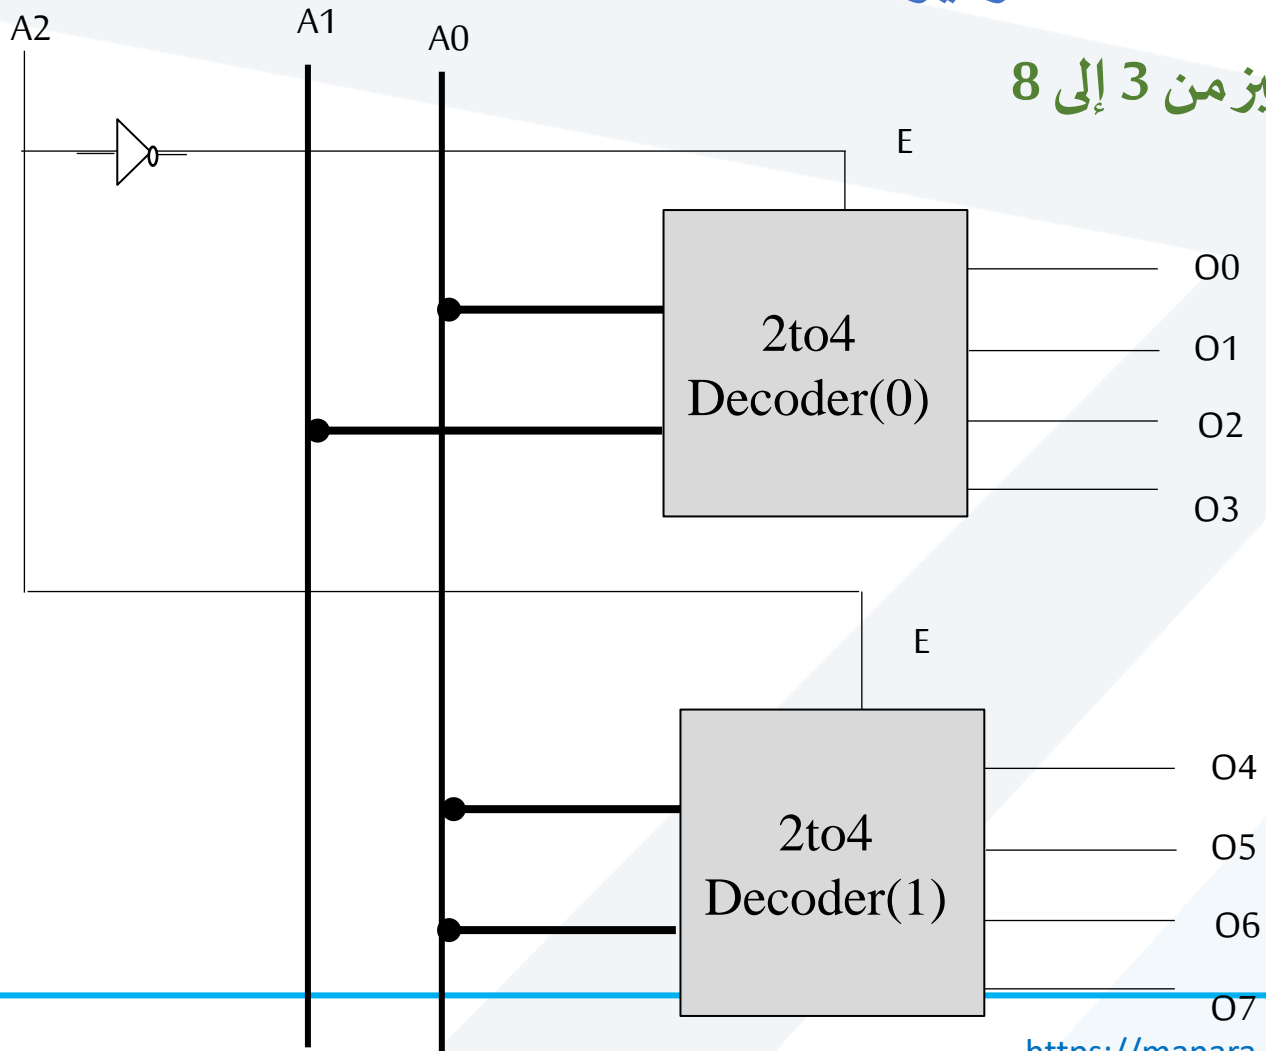 A2
A1
A0
من 3 إلى 8
E
2to4
Decoder(0)
O0
O1
O2
O3
E
2to4
Decoder(1)
O4
O5
O6
O7